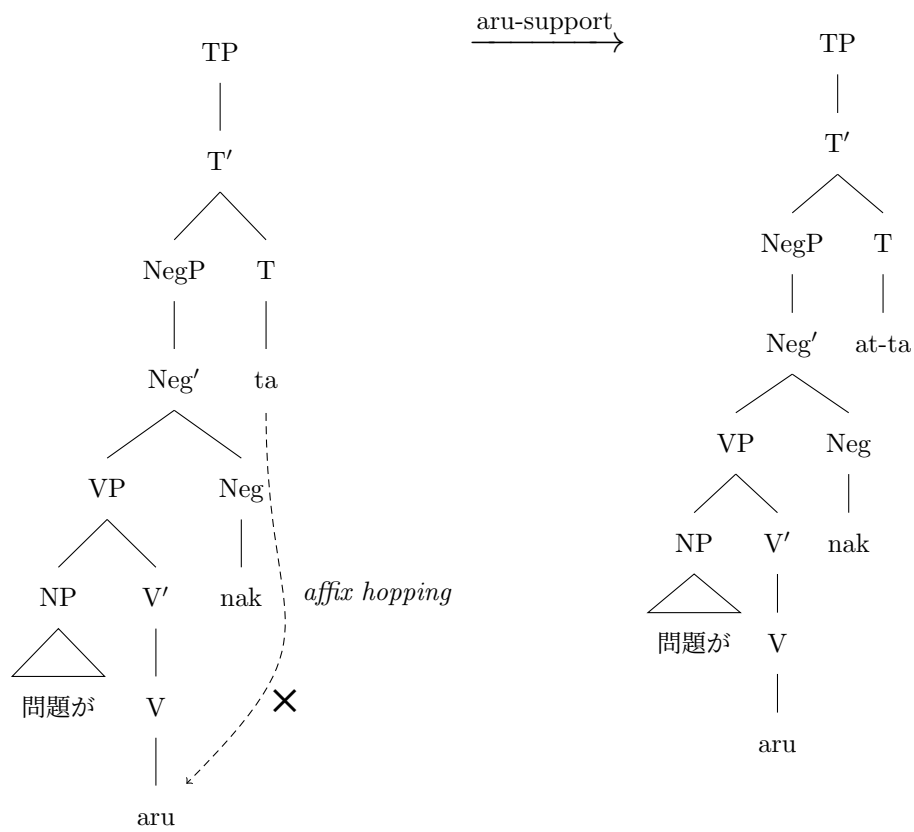 aru-support
TP
T′
NegP T
Neg′ ta
VP Neg
NP V′ nak
affix hopping
問題が V
aru
TP
T′
NegP T
Neg′ at-ta
VP Neg
NP V′ nak
問題が V
aru